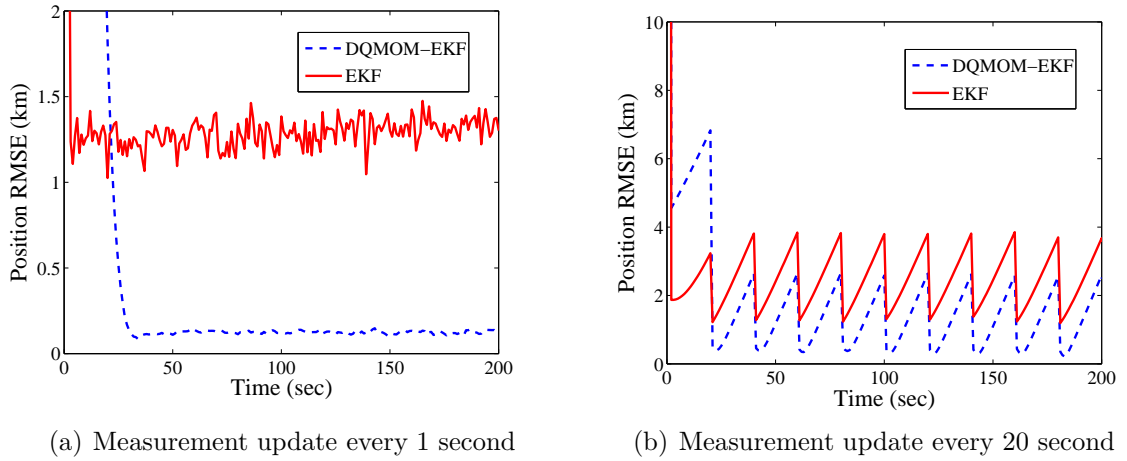 2
1.5
1
0.5
0
0 50 100 150 200
Position RMSE (km)
Time (sec)
DQMOM−EKF
EKF
(a) Measurement update every 1 second
10
8
6
4
2
0
0 50 100 150 200
Position RMSE (km)
Time (sec)
DQMOM−EKF
EKF
(b) Measurement update every 20 second